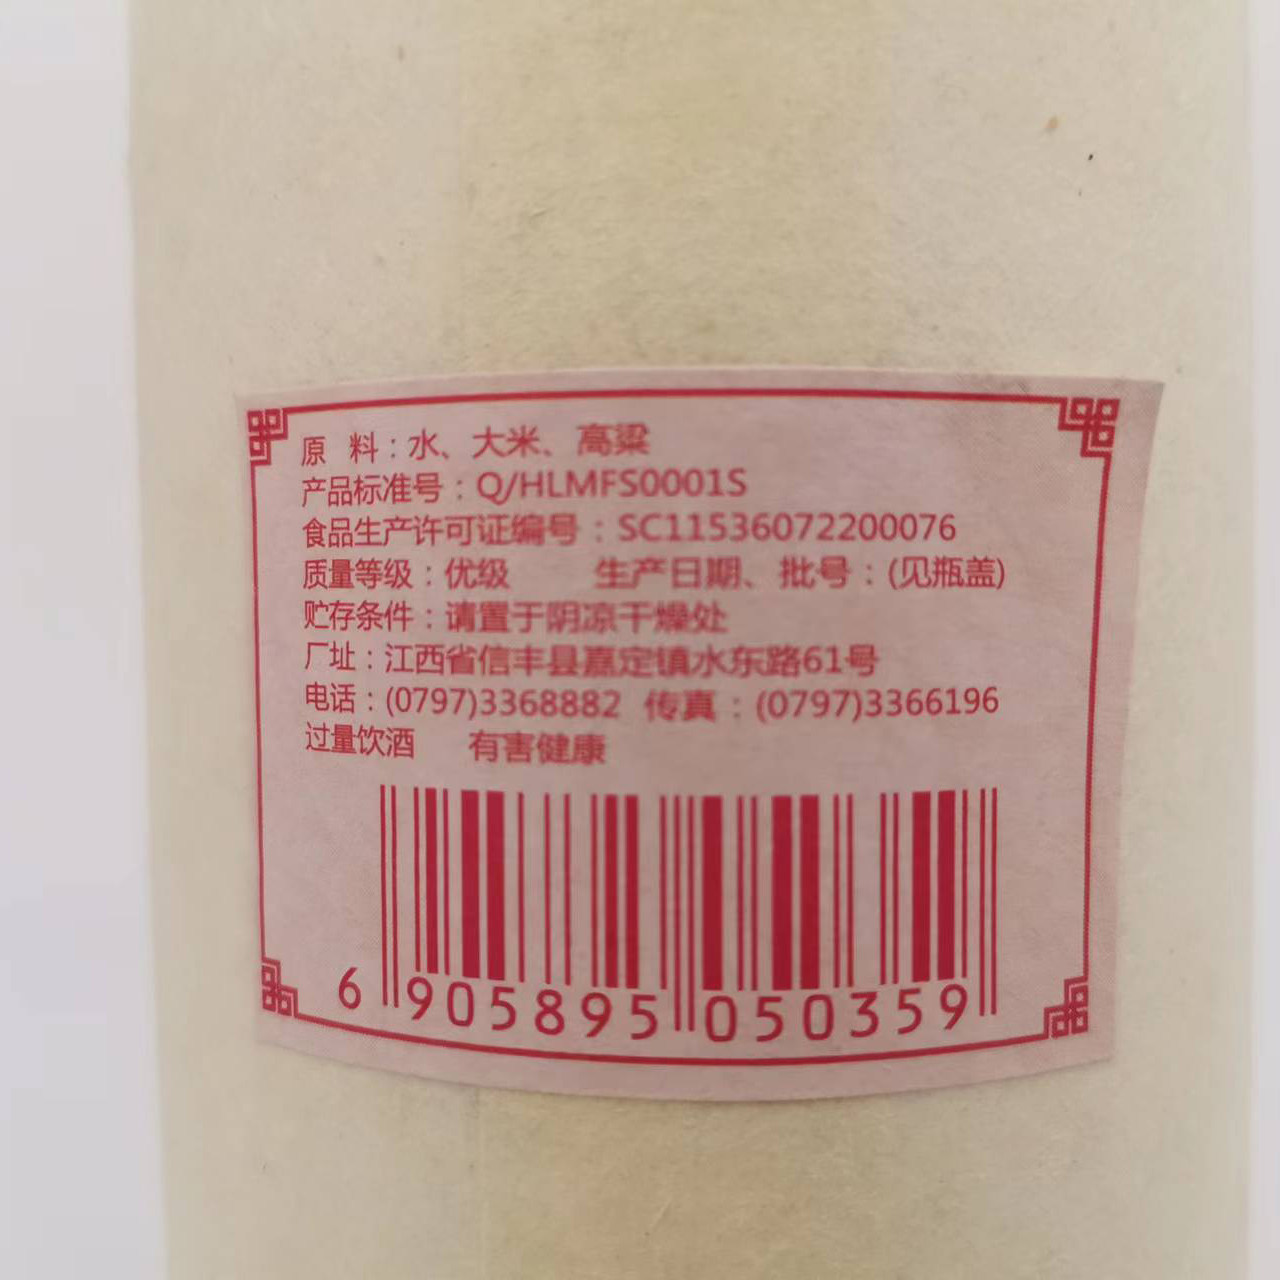 原 料：水、大米、高粱
产品标准号：Q/HLMFS0001S
食品生产许可证编号：SC11536072200076
质量等级：优级 生产日期、批号：(见瓶盖)
贮存条件：请置于阴凉干燥处
厂址：江西省信丰县嘉定镇水东路61号
电话：(0797)3368882 传真：(0797)3366196
过量饮酒 有害健康
6 905895 050359